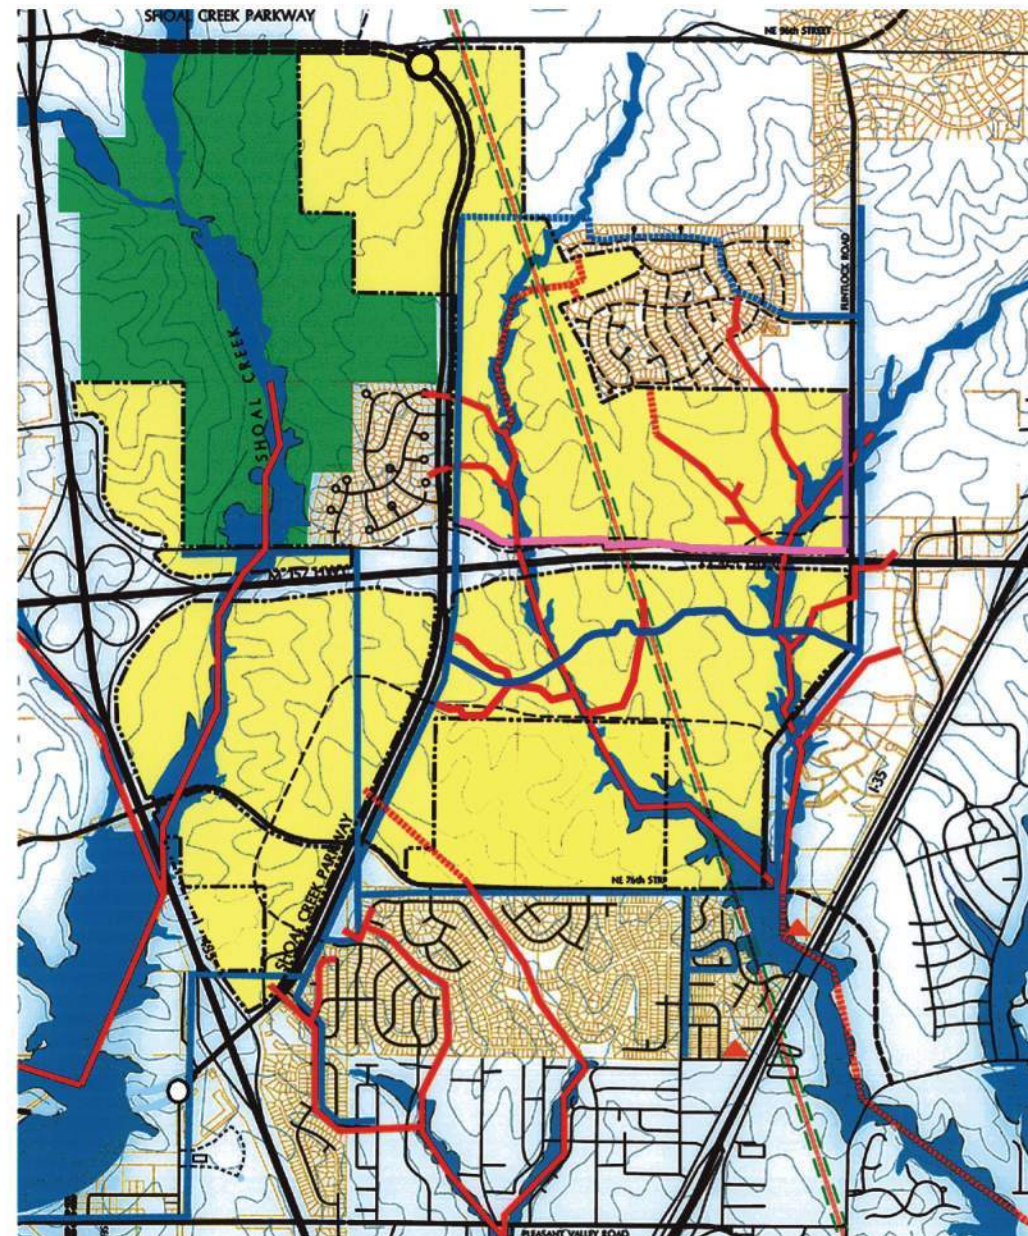 SHOAL CREEK PARKWAY
NE 96th STREET
FLINTLOCK ROAD
SHOAL CREEK
I-35
SHOAL CREEK PARKWAY
NE 76th STR
PLEASANT VALLEY ROAD